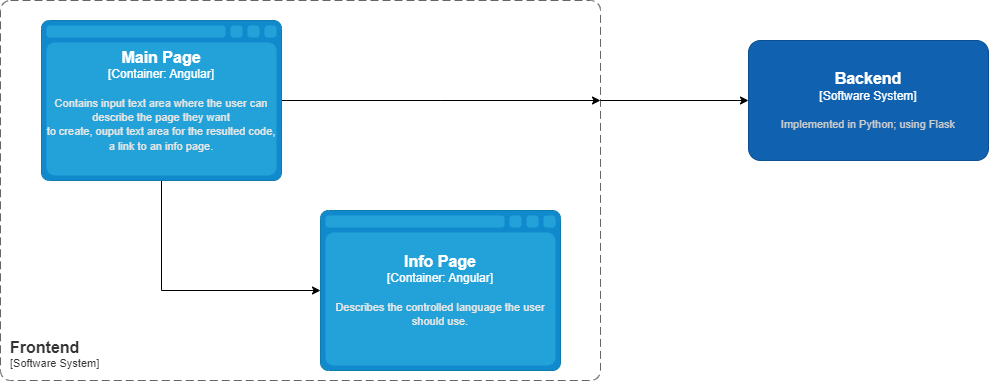 Main Page
[Container: Angular]
Contains input text area where the user can
describe the page they want
to create, ouput text area for the resulted code,
a link to an info page.
Backend
[Software System]
Implemented in Python; using Flask
Info Page
[Container: Angular]
Describes the controlled language the user
should use.
Frontend
[Software System]